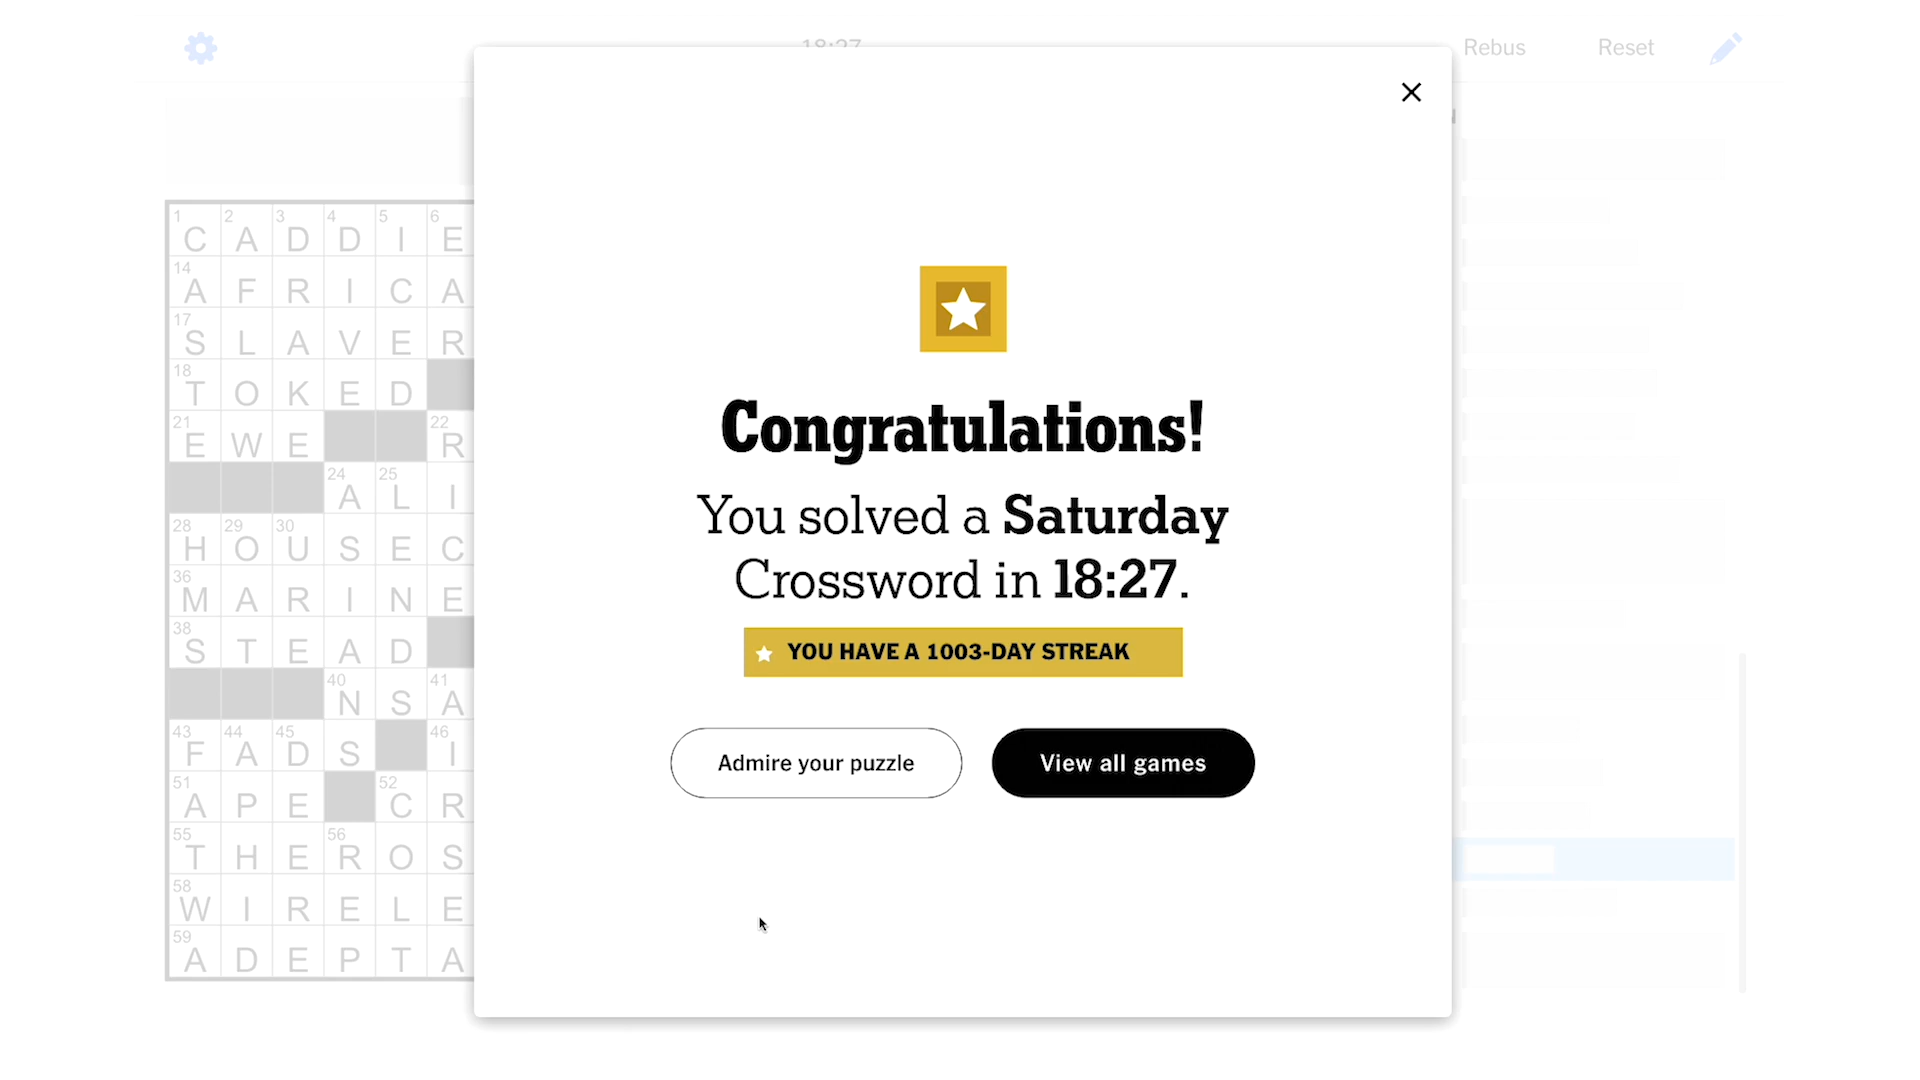 18:27
Rebus
Reset
Congratulations!
You solved a Saturday
Crossword in 18:27.
YOU HAVE A 1003-DAY STREAK
Admire your puzzle
View all games
1 2 3 4 5 6
C A D D I E
14
A F R I C A
17
S L A V E R
18
T O K E D
21 22
E W E R
24 25
A L I
28 29 30
H O U S E C
36
M A R I N E
38
S T E A D
40 41
N S A
43 44 45 46
F A D S I
51 52
A P E C R
55 56
T H E R O S
58
W I R E L E
59
A D E P T A